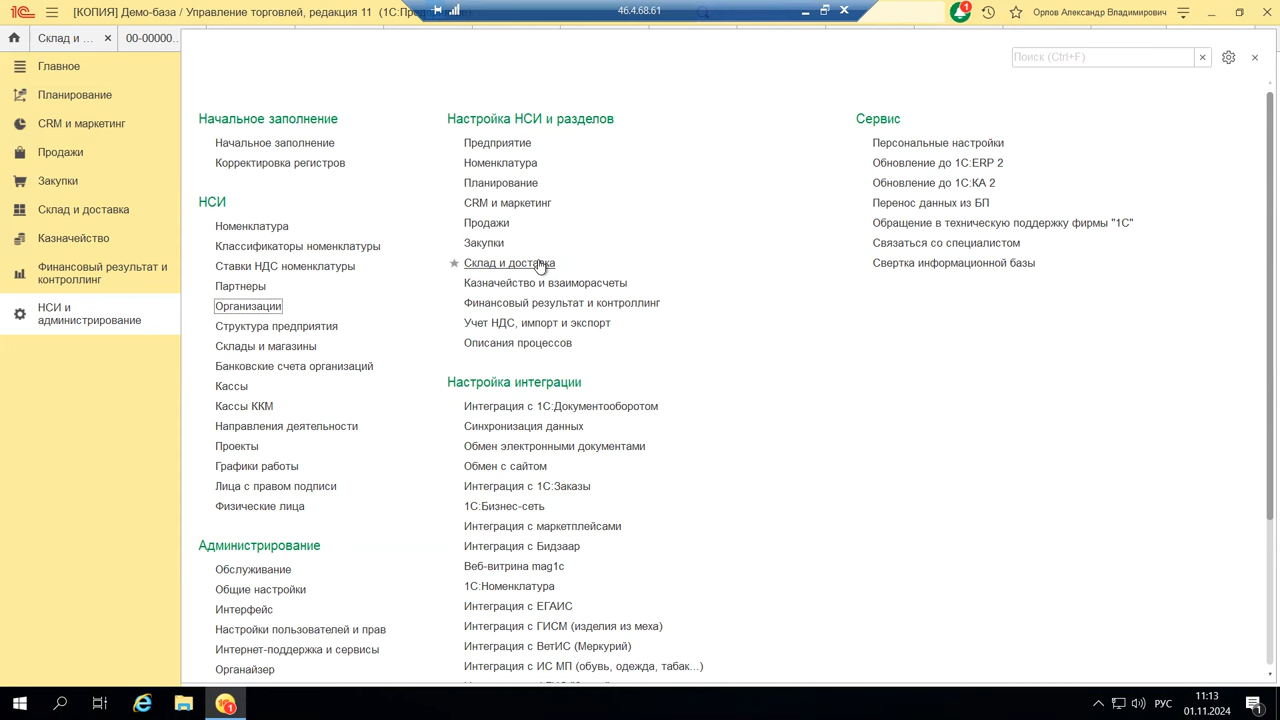 [КОПИЯ] Демо-база / Управление торговлей, редакция 11 (1С:Пр
46.4.68.61
1
Орлов Александр Владимирович
Склад и ...
00-00000...
Главное
Планирование
CRM и маркетинг
Продажи
Закупки
Склад и доставка
Казначейство
Финансовый результат и
контроллинг
НСИ и
администрирование
Поиск (Ctrl+F)
Начальное заполнение
Начальное заполнение
Корректировка регистров
НСИ
Номенклатура
Классификаторы номенклатуры
Ставки НДС номенклатуры
Партнеры
Организации
Структура предприятия
Склады и магазины
Банковские счета организаций
Кассы
Кассы ККМ
Направления деятельности
Проекты
Графики работы
Лица с правом подписи
Физические лица
Администрирование
Обслуживание
Общие настройки
Интерфейс
Настройки пользователей и прав
Интернет-поддержка и сервисы
Органайзер
Настройка НСИ и разделов
Предприятие
Номенклатура
Планирование
CRM и маркетинг
Продажи
Закупки
Склад и доставка
Казначейство и взаиморасчеты
Финансовый результат и контроллинг
Учет НДС, импорт и экспорт
Описания процессов
Настройка интеграции
Интеграция с 1С:Документооборотом
Синхронизация данных
Обмен электронными документами
Обмен с сайтом
Интеграция с 1С:Заказы
1С:Бизнес-сеть
Интеграция с маркетплейсами
Интеграция с Бидзаар
Веб-витрина mag1c
1С:Номенклатура
Интеграция с ЕГАИС
Интеграция с ГИСМ (изделия из меха)
Интеграция с ВетИС (Меркурий)
Интеграция с ИС МП (обувь, одежда, табак...)
Сервис
Персональные настройки
Обновление до 1С:ERP 2
Обновление до 1С:КА 2
Перенос данных из БП
Обращение в техническую поддержку фирмы "1С"
Связаться со специалистом
Свертка информационной базы
1
РУС
11:13
01.11.2024
1